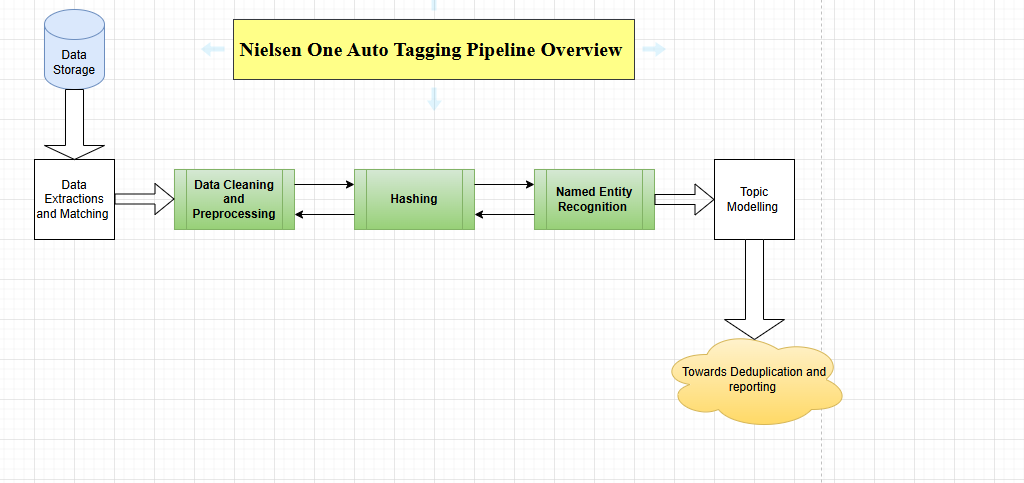 Nielsen One Auto Tagging Pipeline Overview
Data
Storage
Data
Extractions
and Matching
Data Cleaning
and
Preprocessing
Hashing
Named Entity
Recognition
Topic
Modelling
Towards Deduplication and
reporting